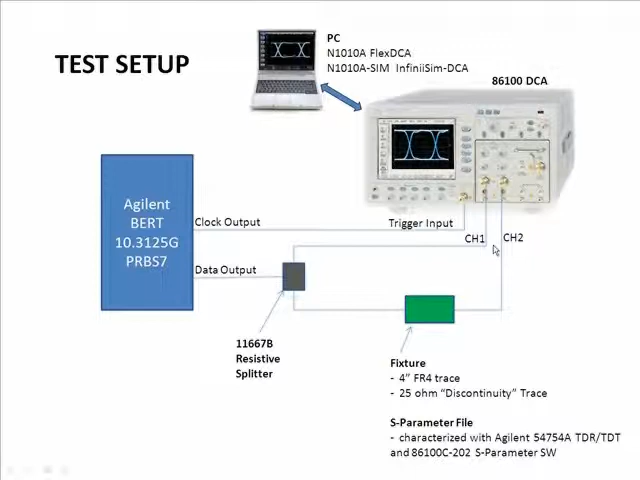 TEST SETUP
PC
N1010A FlexDCA
N1010A-SIM InfiniiSim-DCA
86100 DCA
Agilent
BERT
10.3125G
PRBS7
Clock Output
Trigger Input
CH1
CH2
Data Output
11667B
Resistive
Splitter
Fixture
- 4” FR4 trace
- 25 ohm “Discontinuity” Trace
S-Parameter File
- characterized with Agilent 54754A TDR/TDT
and 86100C-202 S-Parameter SW